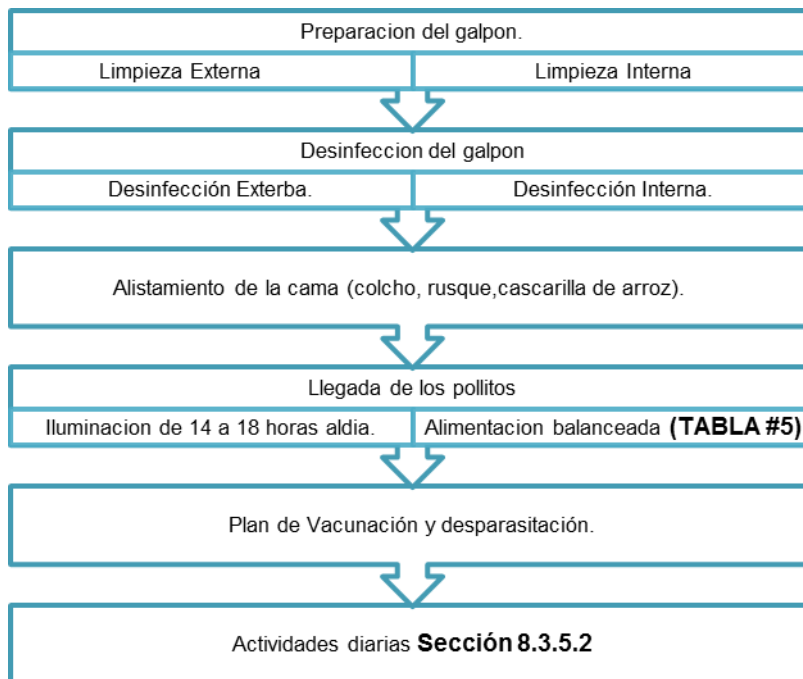 Preparacion del galpon.
Limpieza Externa
Limpieza Interna
Desinfeccion del galpon
Desinfección Exterba.
Desinfección Interna.
Alistamiento de la cama (colcho, rusque,cascarilla de arroz).
Llegada de los pollitos
Iluminacion de 14 a 18 horas aldia.
Alimentacion balanceada (TABLA #5)
Plan de Vacunación y desparasitación.
Actividades diarias Sección 8.3.5.2